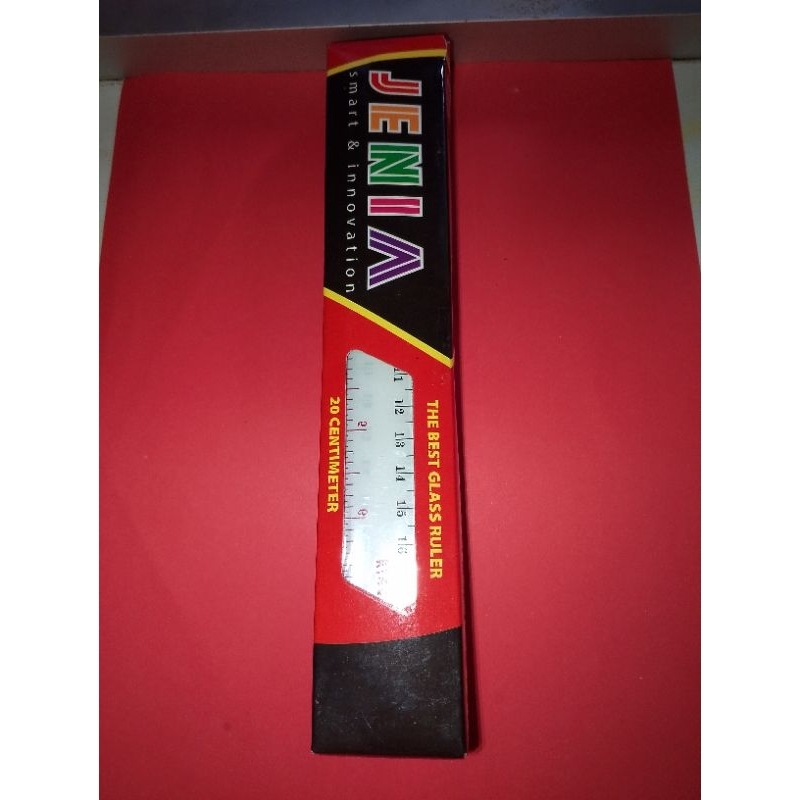 JENIA
smart & innovation
THE BEST GLASS RULER
20 CENTIMETER
11
12
13
14
15
16